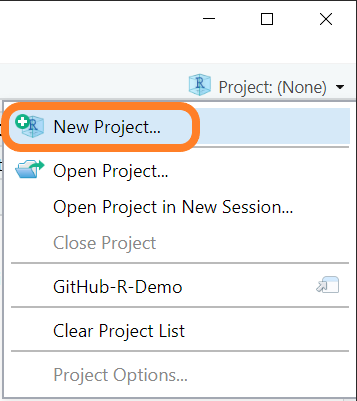 Project: (None)
New Project...
Open Project...
Open Project in New Session...
Close Project
GitHub-R-Demo
Clear Project List
Project Options...